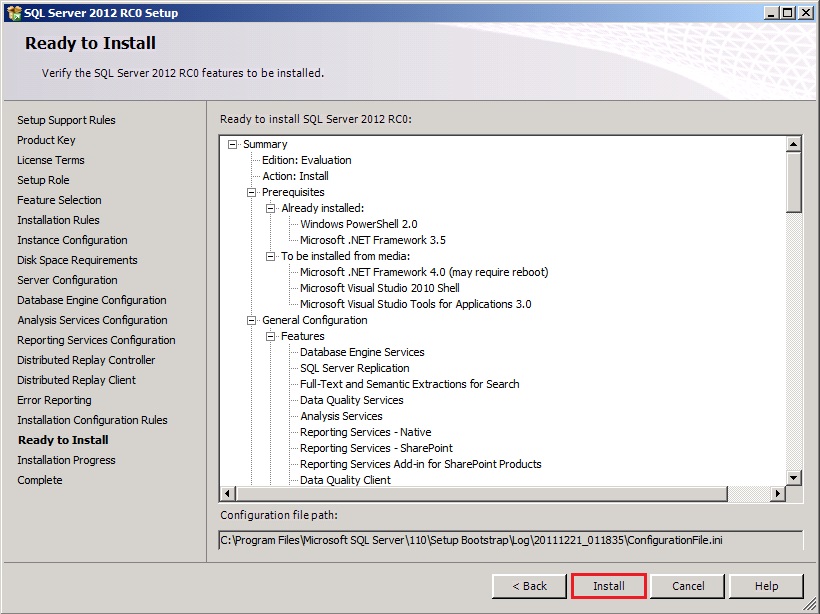 SQL Server 2012 RC0 Setup
Ready to Install
Verify the SQL Server 2012 RC0 features to be installed.
Setup Support Rules
Product Key
License Terms
Setup Role
Feature Selection
Installation Rules
Instance Configuration
Disk Space Requirements
Server Configuration
Database Engine Configuration
Analysis Services Configuration
Reporting Services Configuration
Distributed Replay Controller
Distributed Replay Client
Error Reporting
Installation Configuration Rules
Ready to Install
Installation Progress
Complete
Ready to install SQL Server 2012 RC0:
Summary
Edition: Evaluation
Action: Install
Prerequisites
Already installed:
Windows PowerShell 2.0
Microsoft .NET Framework 3.5
To be installed from media:
Microsoft .NET Framework 4.0 (may require reboot)
Microsoft Visual Studio 2010 Shell
Microsoft Visual Studio Tools for Applications 3.0
General Configuration
Features
Database Engine Services
SQL Server Replication
Full-Text and Semantic Extractions for Search
Data Quality Services
Analysis Services
Reporting Services - Native
Reporting Services - SharePoint
Reporting Services Add-in for SharePoint Products
Data Quality Client
Configuration file path:
C:\Program Files\Microsoft SQL Server\110\Setup Bootstrap\Log\20111221_011835\ConfigurationFile.ini
< Back
Install
Cancel
Help